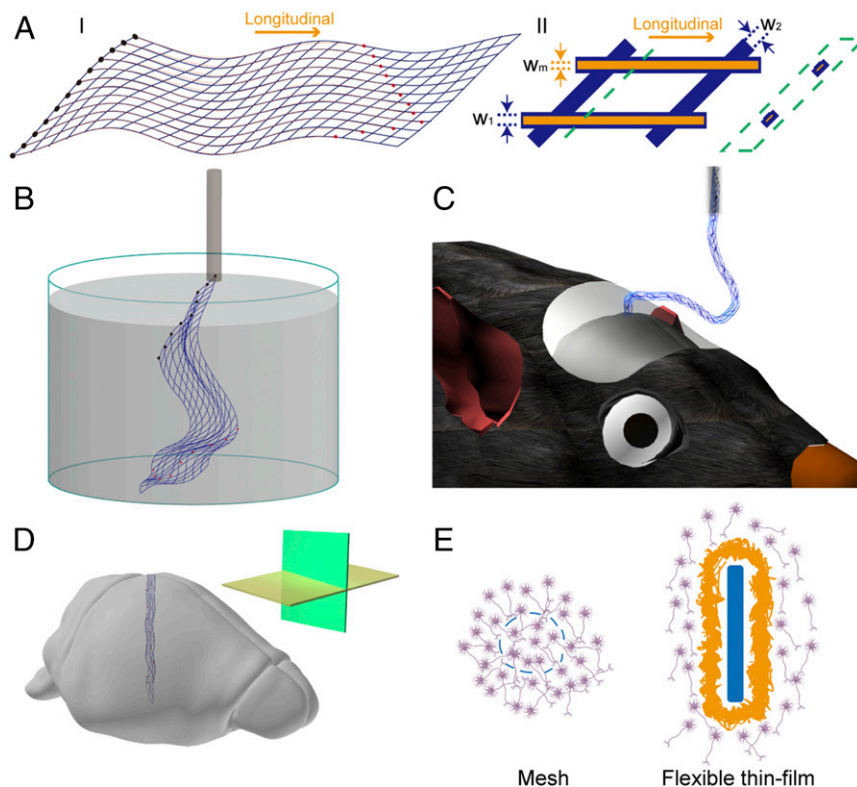 A
I
Longitudinal
II
Longitudinal
w₂
wₘ
w₁
B
C
D
E
Mesh
Flexible thin-film